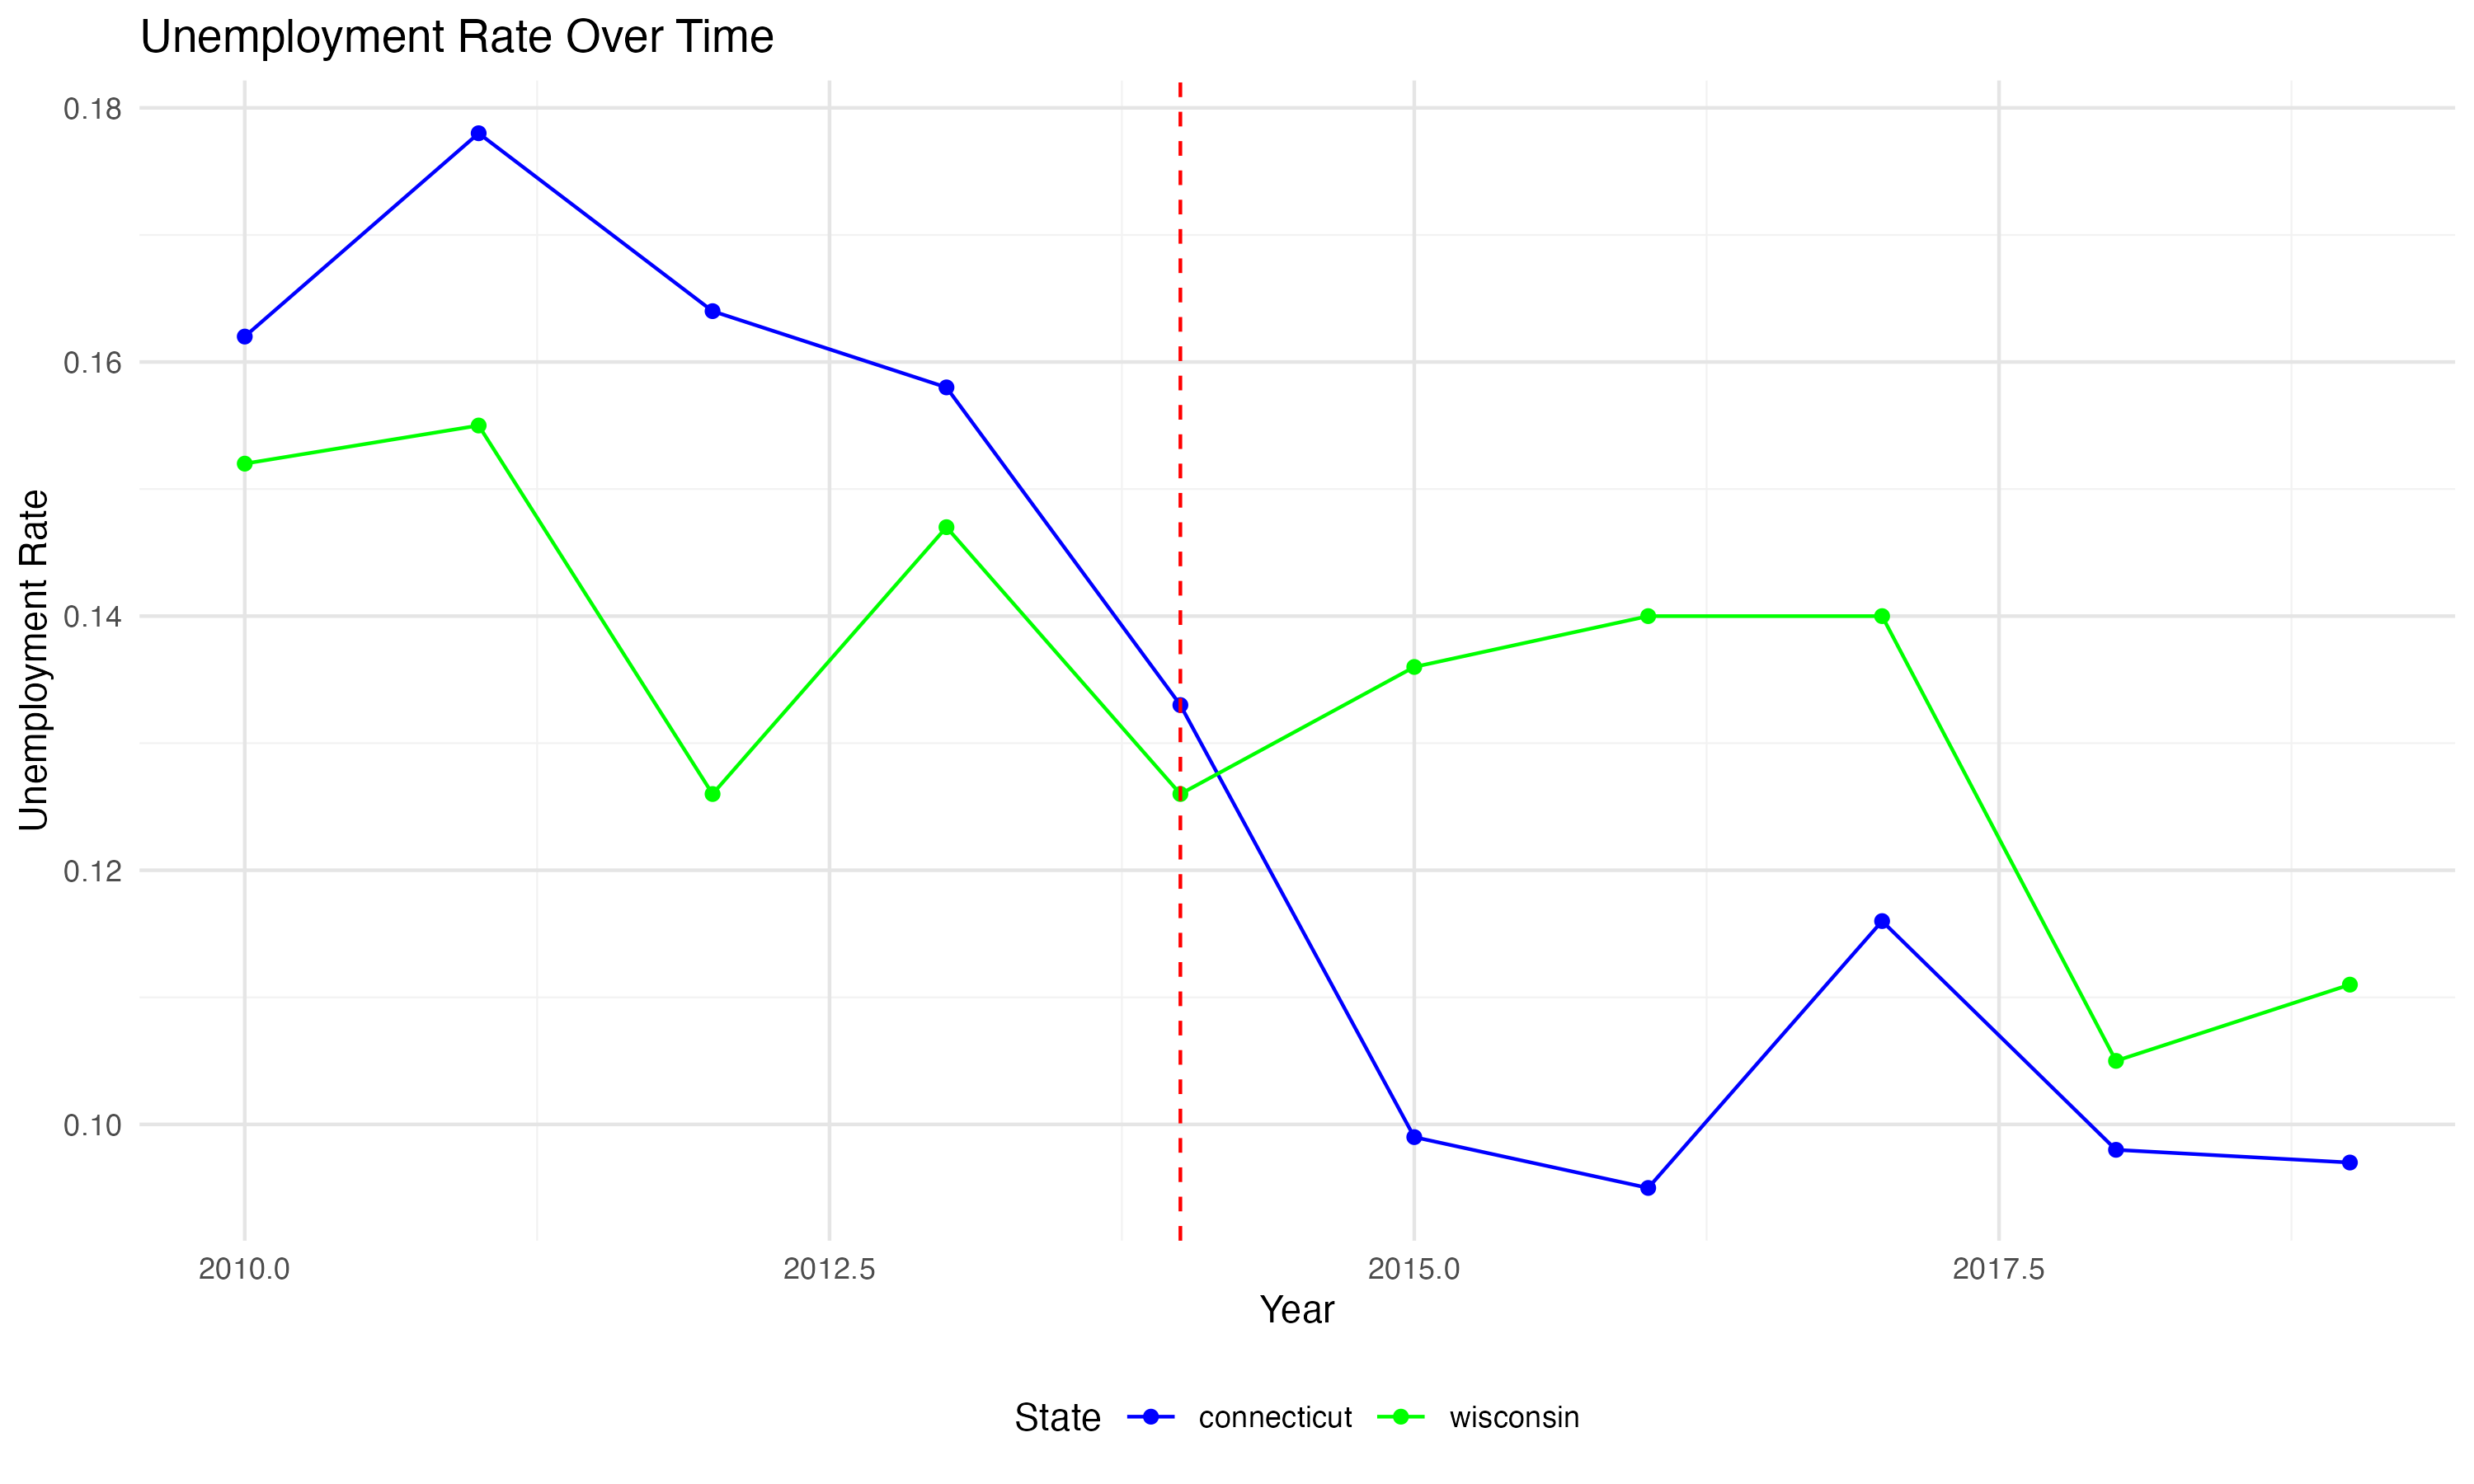 Unemployment Rate Over Time
Unemployment Rate
0.18
0.16
0.14
0.12
0.10
2010.0 2012.5 2015.0 2017.5
Year
State connecticut wisconsin